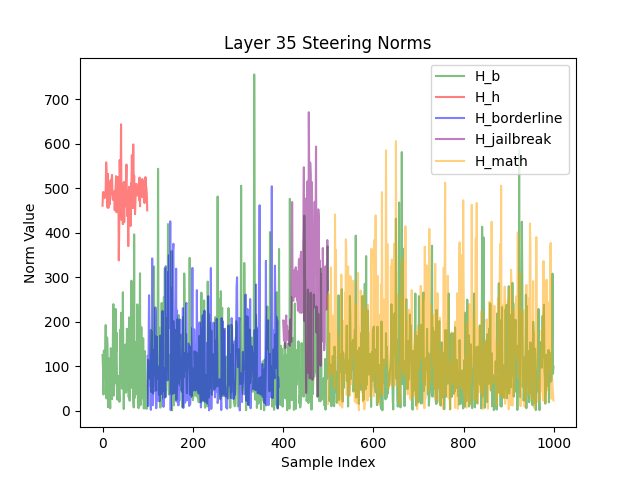 Layer 35 Steering Norms
H_b
H_h
H_borderline
H_jailbreak
H_math
Norm Value
700
600
500
400
300
200
100
0
0 200 400 600 800 1000
Sample Index